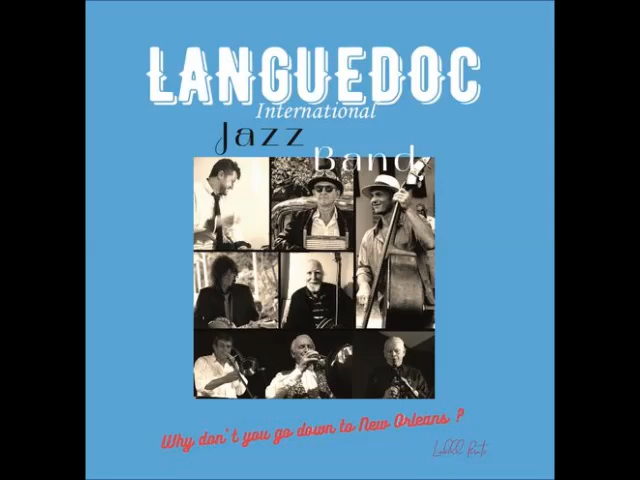 LANGUEDOC
International
Jazz
Band
Why don't you go down to New Orleans ?